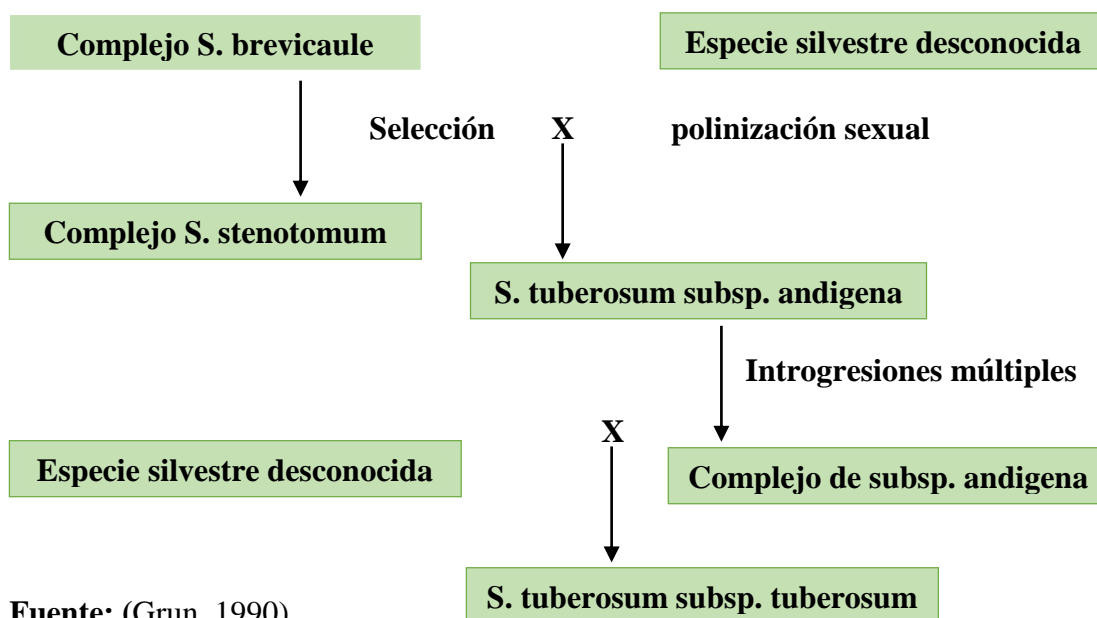 Complejo S. brevicaule
Especie silvestre desconocida
Selección X polinización sexual
Complejo S. stenotomum
S. tuberosum subsp. andigena
Introgresiones múltiples
X
Especie silvestre desconocida
Complejo de subsp. andigena
S. tuberosum subsp. tuberosum
Fuente: (Grun, 1990)